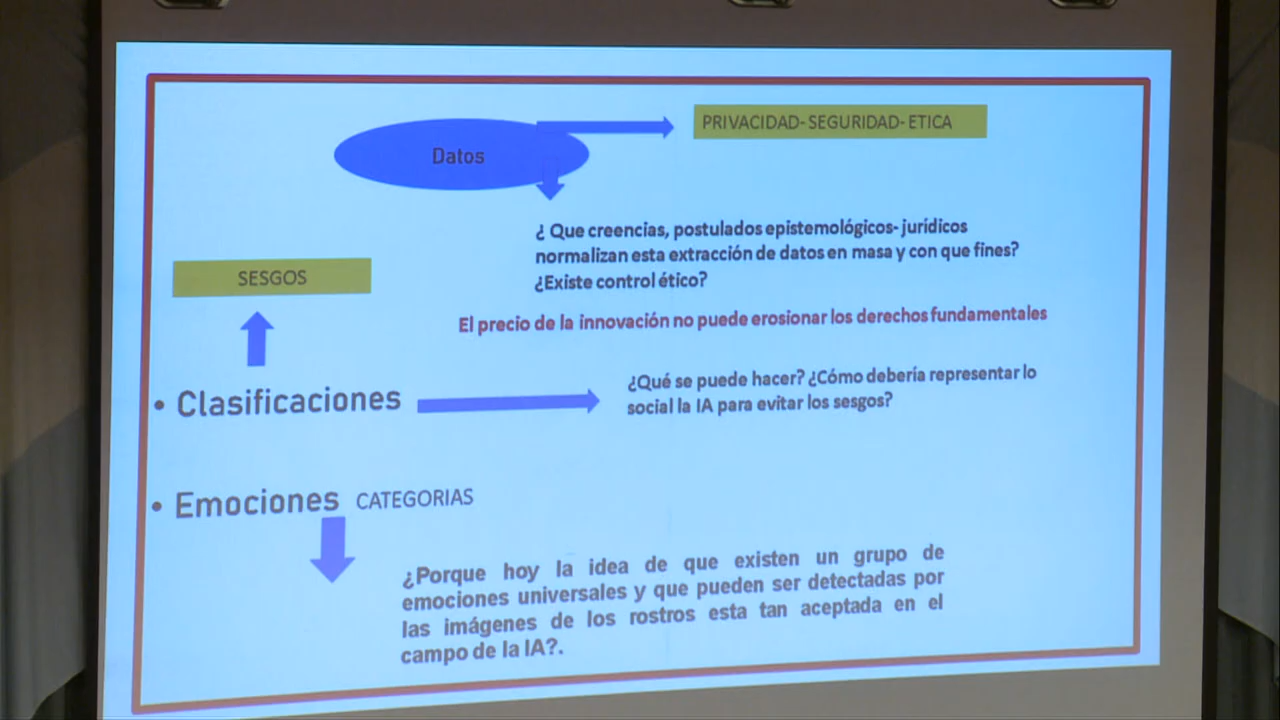 Datos
PRIVACIDAD- SEGURIDAD- ETICA
¿ Que creencias, postulados epistemológicos- jurídicos
normalizan esta extracción de datos en masa y con que fines?
¿Existe control ético?
SESGOS
El precio de la innovación no puede erosionar los derechos fundamentales
• Clasificaciones
¿Qué se puede hacer? ¿Cómo debería representar lo
social la IA para evitar los sesgos?
• Emociones CATEGORIAS
¿Porque hoy la idea de que existen un grupo de
emociones universales y que pueden ser detectadas por
las imágenes de los rostros esta tan aceptada en el
campo de la IA?.